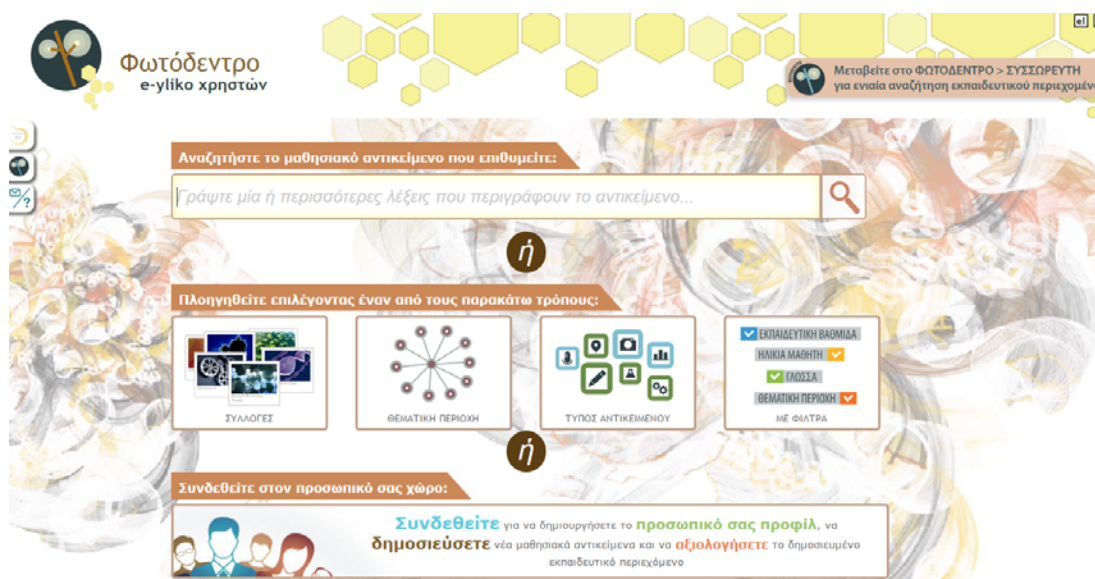 el
Φωτόδεντρο
e-yliko χρηστών
Μεταβείτε στο ΦΩΤΟΔΕΝΤΡΟ > ΣΥΣΣΩΡΕΥΤΗ
για ενιαία αναζήτηση εκπαιδευτικού περιεχομένο
Αναζητήστε το μαθησιακό αντικείμενο που επιθυμείτε:
Γράψτε μία ή περισσότερες λέξεις που περιγράφουν το αντικείμενο...
ή
Πλοηγηθείτε επιλέγοντας έναν από τους παρακάτω τρόπους:
ΕΚΠΑΙΔΕΥΤΙΚΗ ΒΑΘΜΙΔΑ
ΗΛΙΚΙΑ ΜΑΘΗΤΗ
ΓΛΩΣΣΑ
ΘΕΜΑΤΙΚΗ ΠΕΡΙΟΧΗ
ΣΥΛΛΟΓΕΣ ΘΕΜΑΤΙΚΗ ΠΕΡΙΟΧΗ ΤΥΠΟΣ ΑΝΤΙΚΕΙΜΕΝΟΥ ΜΕ ΦΙΛΤΡΑ
ή
Συνδεθείτε στον προσωπικό σας χώρο:
Συνδεθείτε για να δημιουργήσετε το προσωπικό σας προφίλ, να
δημοσιεύσετε νέα μαθησιακά αντικείμενα και να αξιολογήσετε το δημοσιευμένο
εκπαιδευτικό περιεχόμενο